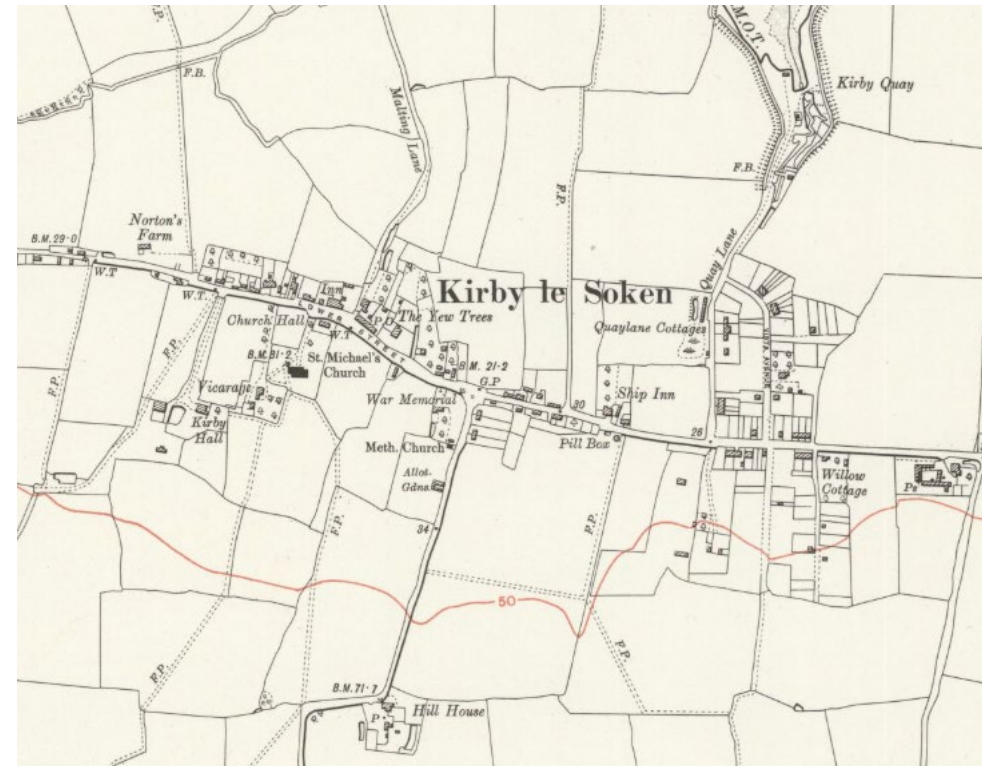 F.P.
M.O.T.
F.B.
Kirby Quay
Malting Lane
F.B.
F.P.
Norton's
Farm
B.M. 29·0
W.T
W.T.
Inn
Quay Lane
Kirby le Soken
Church Hall
The Yew Trees
W.T
LOWER STREET
Quaylane Cottages
B.M. 31·2
St. Michael's
Church
B.M. 21·2
G.P
F.P.
F.P.
Vicarage
War Memorial
30
Ship Inn
Kirby
Hall
Meth. Church
Pill Box
26
Allot.
Gdns.
Willow
Cottage
34
F.P.
F.P.
50
F.P.
F.P.
B.M. 71·7
Hill House
P